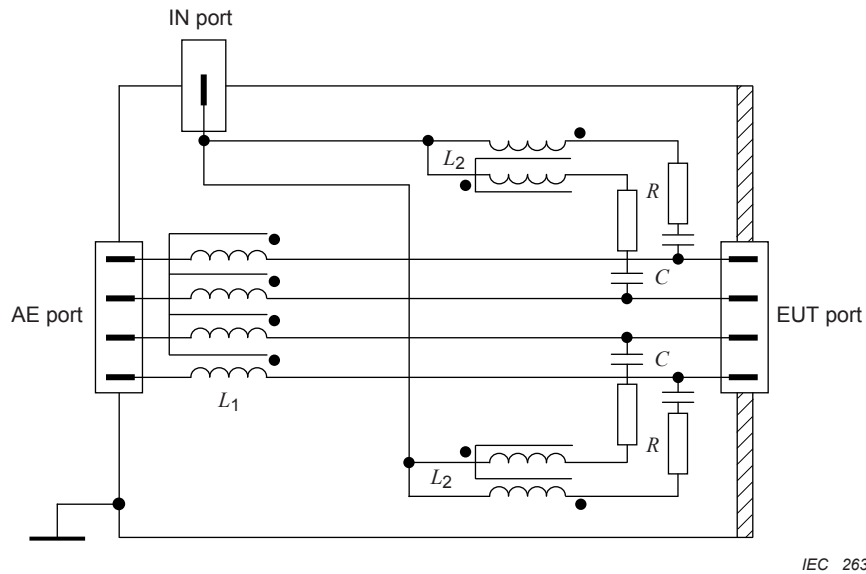 IN port
L2
R
C
AE port
EUT port
C
L1
R
L2
IEC 263